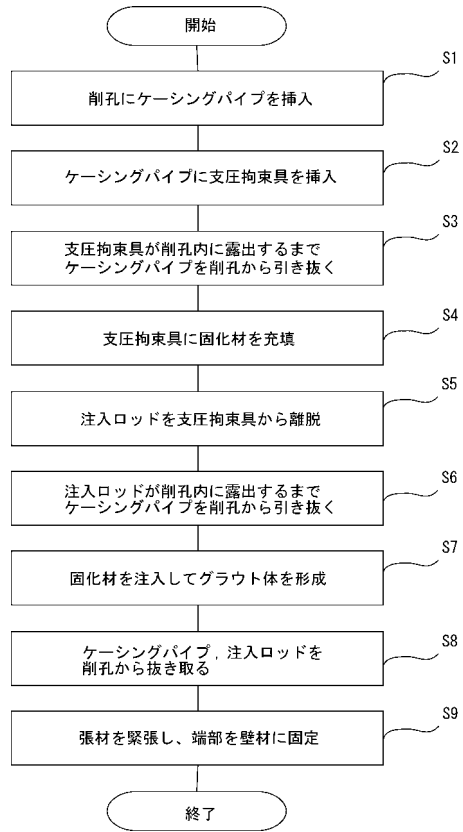 開始
S1
削孔にケーシングパイプを挿入
S2
ケーシングパイプに支圧拘束具を挿入
S3
支圧拘束具が削孔内に露出するまで
ケーシングパイプを削孔から引き抜く
S4
支圧拘束具に固化材を充填
S5
注入ロッドを支圧拘束具から離脱
S6
注入ロッドが削孔内に露出するまで
ケーシングパイプを削孔から引き抜く
S7
固化材を注入してグラウト体を形成
S8
ケーシングパイプ,注入ロッドを
削孔から抜き取る
S9
張材を緊張し、端部を壁材に固定
終了